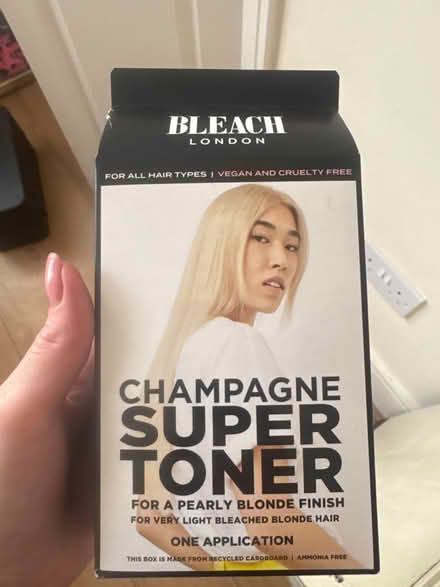 BLEACH
LONDON
FOR ALL HAIR TYPES | VEGAN AND CRUELTY FREE
CHAMPAGNE
SUPER
TONER
FOR A PEARLY BLONDE FINISH
FOR VERY LIGHT BLEACHED BLONDE HAIR
ONE APPLICATION
THIS BOX IS MADE FROM RECYCLED CARDBOARD | AMMONIA FREE